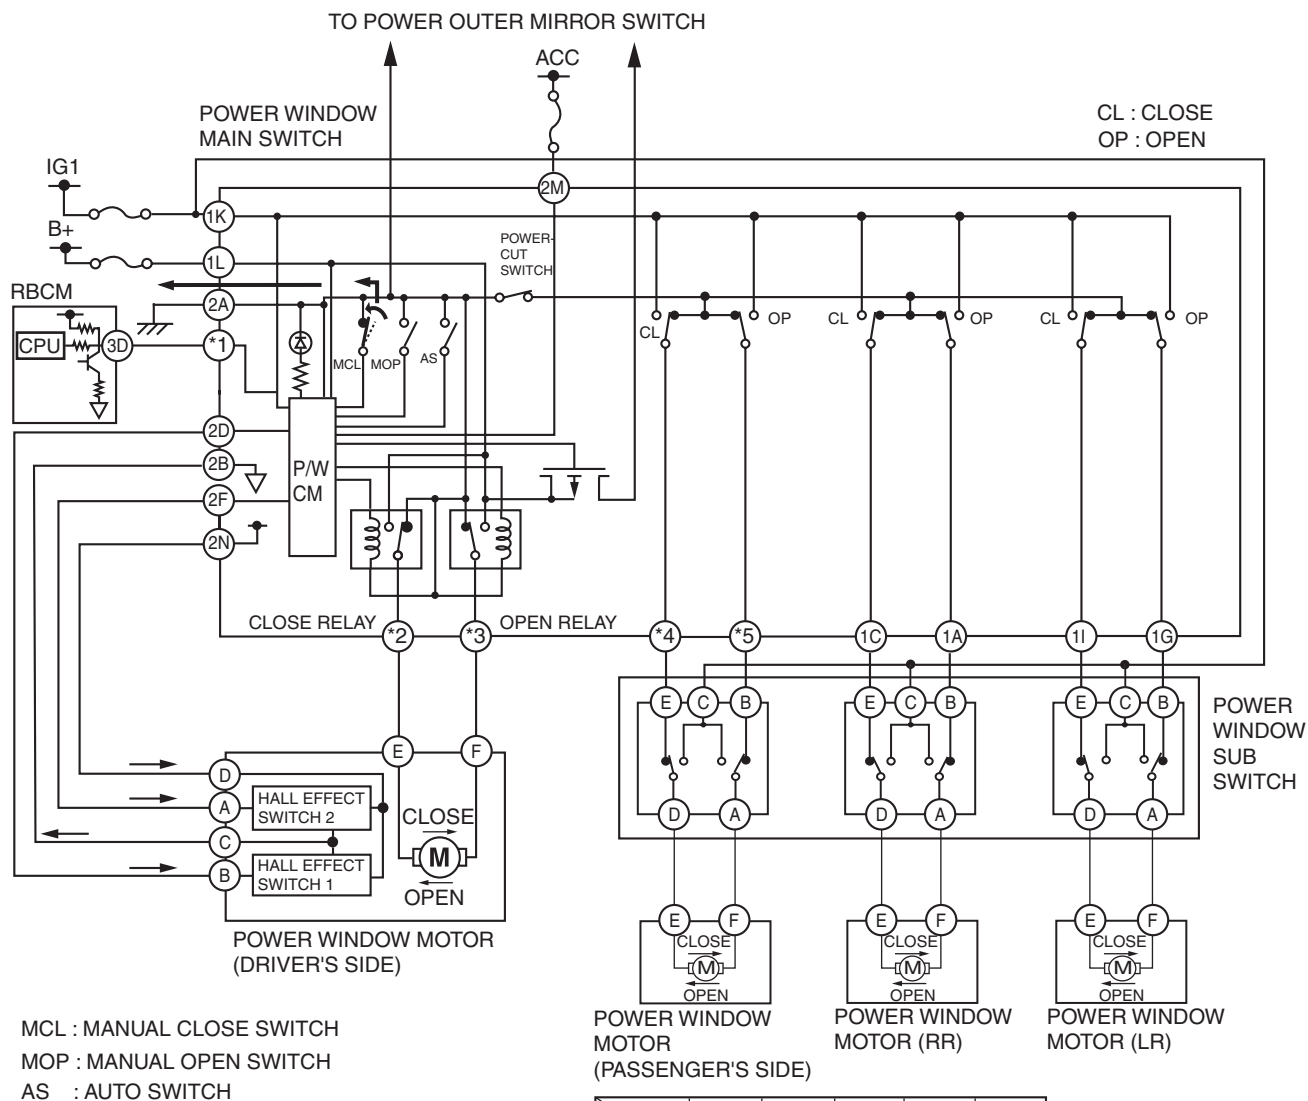 TO POWER OUTER MIRROR SWITCH
ACC
POWER WINDOW
MAIN SWITCH
CL : CLOSE
OP : OPEN
IG1
2M
1K
B+
POWER-
CUT
SWITCH
1L
RBCM
2A
CL
OP
CL
OP
CL
OP
CPU
3D
*1
MCL
MOP
AS
2D
2B
P/W
CM
2F
2N
CLOSE RELAY
*2
*3
OPEN RELAY
*4
*5
1C
1A
1I
1G
E
C
B
E
C
B
E
C
B
POWER
WINDOW
SUB
SWITCH
E
F
D
A
HALL EFFECT
SWITCH 2
CLOSE
D
A
D
A
D
A
C
M
B
HALL EFFECT
SWITCH 1
OPEN
POWER WINDOW MOTOR
(DRIVER'S SIDE)
E
F
E
F
E
F
CLOSE
CLOSE
CLOSE
M
M
M
OPEN
OPEN
OPEN
POWER WINDOW
MOTOR
(PASSENGER'S SIDE)
POWER WINDOW
MOTOR (RR)
POWER WINDOW
MOTOR (LR)
MCL : MANUAL CLOSE SWITCH
MOP : MANUAL OPEN SWITCH
AS : AUTO SWITCH